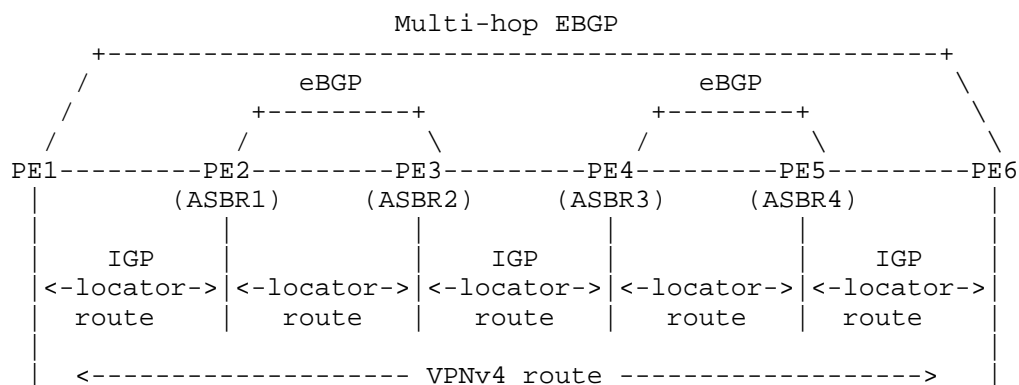 Multi-hop EBGP
+-----------------------------------------------+
/ eBGP \
/ +---------+ eBGP +--------+ \
/ / \ / \ \
PE1---------PE2---------PE3---------PE4---------PE5---------PE6
| (ASBR1) (ASBR2) (ASBR3) (ASBR4) |
| IGP | | IGP | | IGP |
|<-locator->|<-locator->|<-locator->|<-locator->|<-locator->|
| route | route | route | route | route |
| <------------------- VPNv4 route -------------------> |